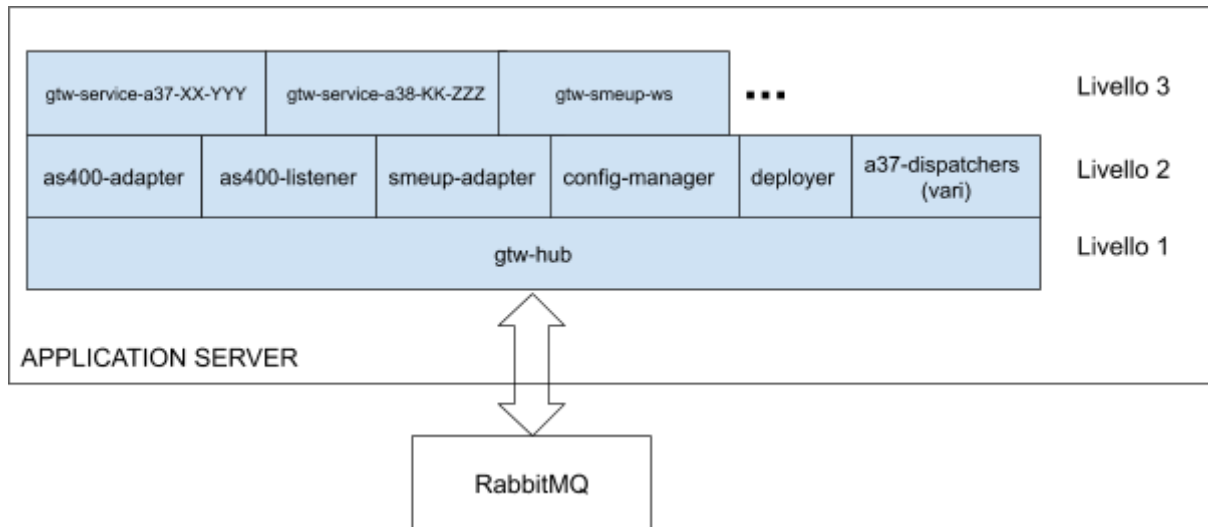 gtw-service-a37-XX-YYY
gtw-service-a38-KK-ZZZ
gtw-smeup-ws
...
Livello 3
as400-adapter
as400-listener
smeup-adapter
config-manager
deployer
a37-dispatchers
(vari)
Livello 2
gtw-hub
Livello 1
APPLICATION SERVER
RabbitMQ